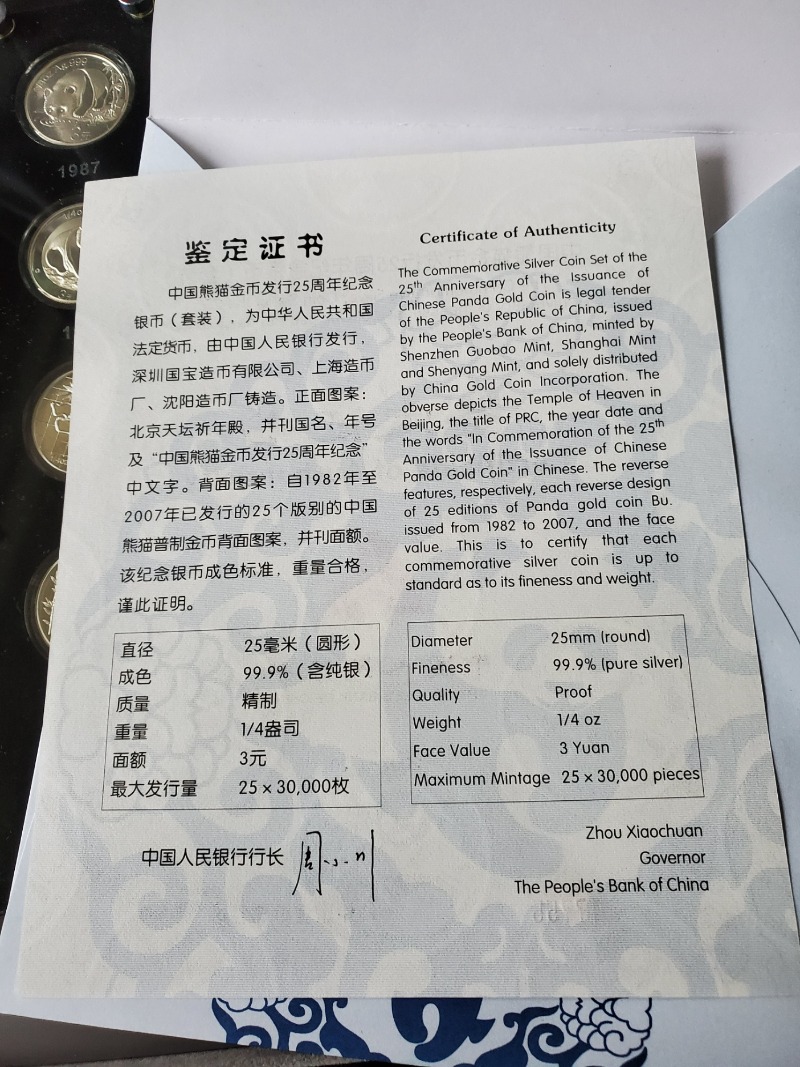 1/4oz Ag.999
3元
1987
1/4o
鉴定证书
中国熊猫金币发行25周年纪念
银币（套装），为中华人民共和国
法定货币，由中国人民银行发行，
深圳国宝造币有限公司、上海造币
厂、沈阳造币厂铸造。正面图案：
北京天坛祈年殿，并刊国名、年号
及“中国熊猫金币发行25周年纪念”
中文字。背面图案：自1982年至
2007年已发行的25个版别的中国
熊猫普制金币背面图案，并刊面额。
该纪念银币成色标准，重量合格，
谨此证明。
直径 25毫米（圆形）
成色 99.9%（含纯银）
质量 精制
重量 1/4盎司
面额 3元
最大发行量 25×30,000枚
中国人民银行行长 周小川
Certificate of Authenticity
The Commemorative Silver Coin Set of the
25th Anniversary of the Issuance of
Chinese Panda Gold Coin is legal tender
of the People's Republic of China, issued
by the People's Bank of China, minted by
Shenzhen Guobao Mint, Shanghai Mint
and Shenyang Mint, and solely distributed
by China Gold Coin Incorporation. The
obverse depicts the Temple of Heaven in
Beijing, the title of PRC, the year date and
the words "In Commemoration of the 25th
Anniversary of the Issuance of Chinese
Panda Gold Coin" in Chinese. The reverse
features, respectively, each reverse design
of 25 editions of Panda gold coin Bu.
issued from 1982 to 2007, and the face
value. This is to certify that each
commemorative silver coin is up to
standard as to its fineness and weight.
Diameter 25mm (round)
Fineness 99.9% (pure silver)
Quality Proof
Weight 1/4 oz
Face Value 3 Yuan
Maximum Mintage 25 × 30,000 pieces
Zhou Xiaochuan
Governor
The People's Bank of China